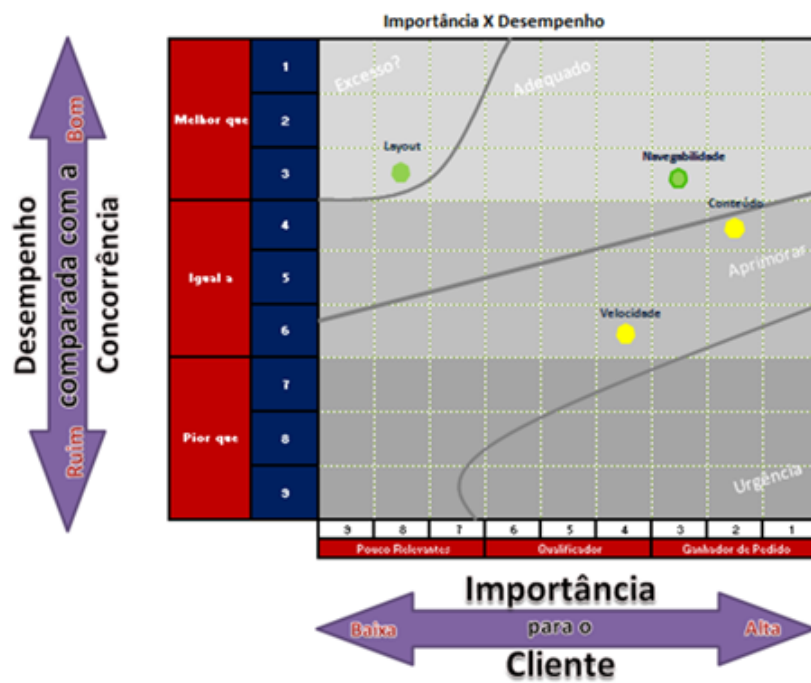 Importância X Desempenho
Desempenho
comparada com a
Concorrência
Bom
Ruim
Melhor que
Igual a
Pior que
1
2
3
4
5
6
7
8
9
Excesso?
Adequado
Layout
Navegabilidade
Conteúdo
Aprimorar
Velocidade
Urgência
9 8 7 6 5 4 3 2 1
Pouco Relevantes Qualificador Ganhador de Pedido
Importância
Baixa para o Alta
Cliente